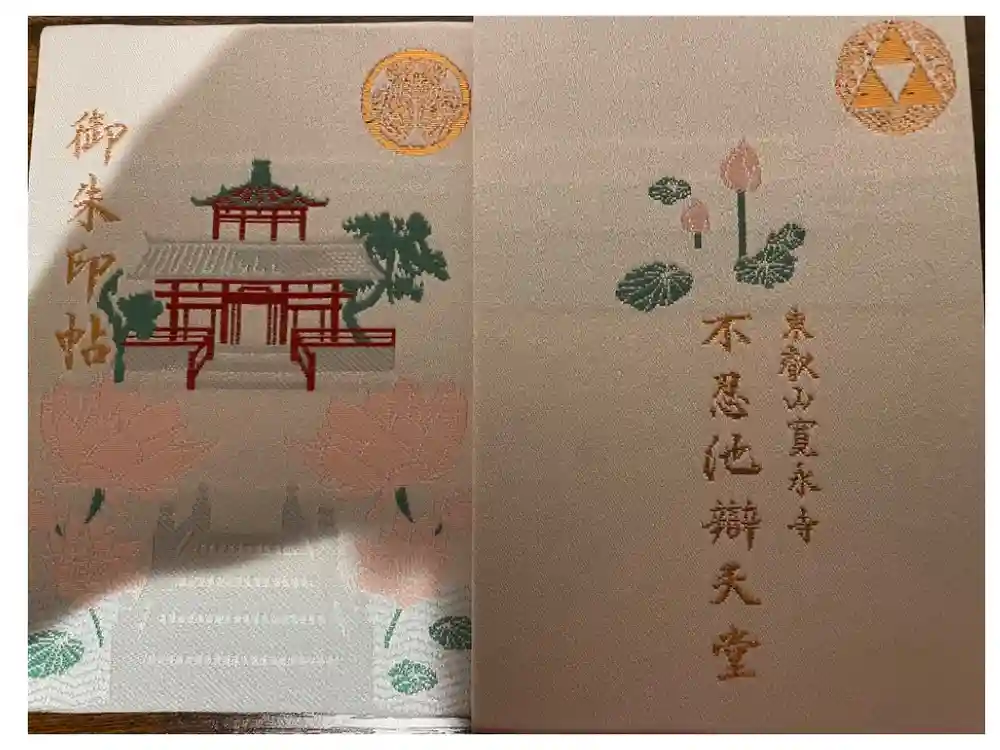 御朱印帖
東叡山寛永寺
不忍池辯天堂